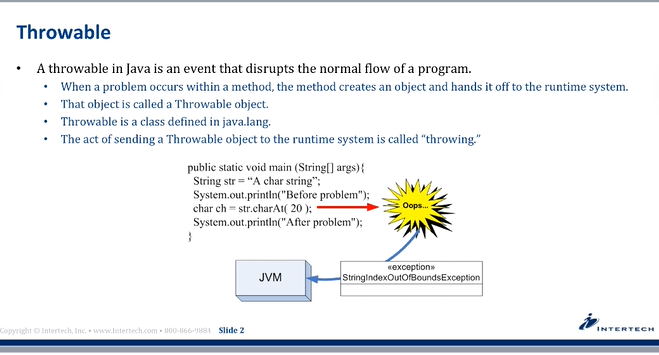 Throwable
• A throwable in Java is an event that disrupts the normal flow of a program.
• When a problem occurs within a method, the method creates an object and hands it off to the runtime system.
• That object is called a Throwable object.
• Throwable is a class defined in java.lang.
• The act of sending a Throwable object to the runtime system is called “throwing.”
public static void main (String[] args){
String str = “A char string”;
System.out.println("Before problem");
char ch = str.charAt( 20 );
System.out.println("After problem");
}
Oops...
JVM
«exception»
StringIndexOutOfBoundsException
Copyright © Intertech, Inc. • www.Intertech.com • 800-866-9884 Slide 2
INTERTECH